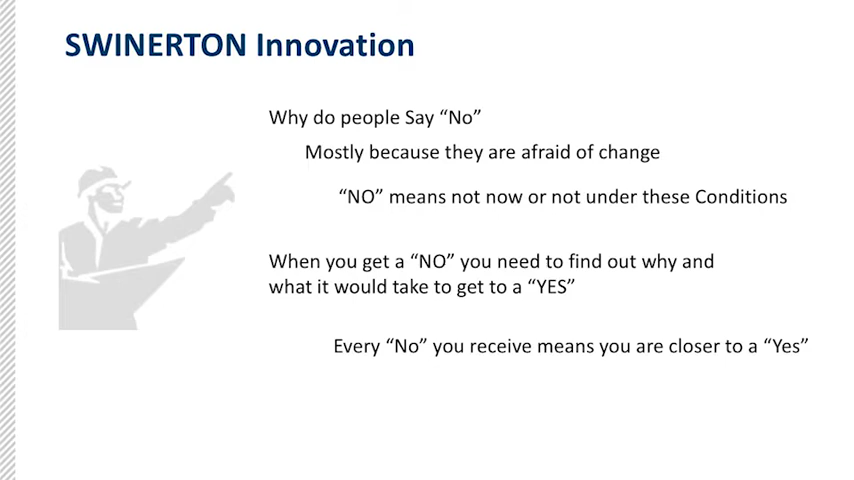 SWINERTON Innovation
Why do people Say “No”
Mostly because they are afraid of change
“NO” means not now or not under these Conditions
When you get a “NO” you need to find out why and
what it would take to get to a “YES”
Every “No” you receive means you are closer to a “Yes”